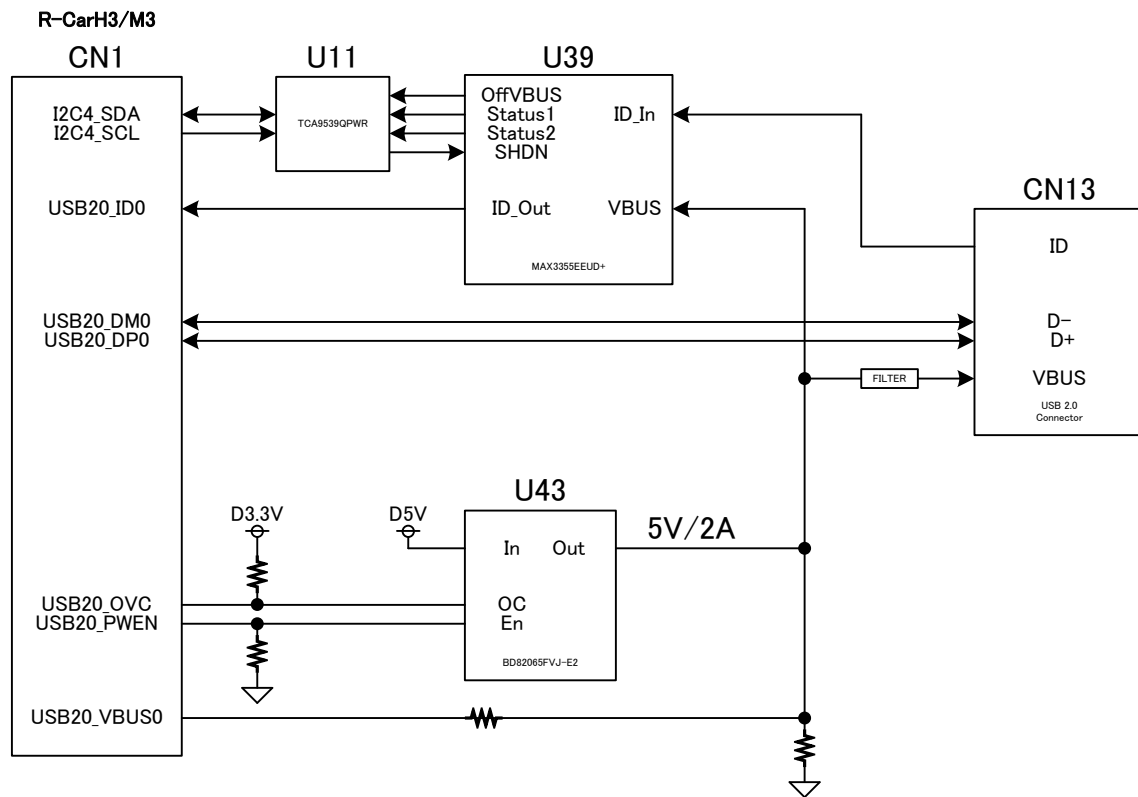 R-CarH3/M3
CN1
I2C4_SDA
I2C4_SCL
USB20_ID0
USB20_DM0
USB20_DP0
USB20_OVC
USB20_PWEN
USB20_VBUS0
U11
TCA9539QPWR
U39
OffVBUS
Status1
Status2
SHDN
ID_In
ID_Out
VBUS
MAX3355EEUD+
CN13
ID
D-
D+
VBUS
USB 2.0
Connector
FILTER
U43
D3.3V
D5V
In Out
5V/2A
OC
En
BD82065FVJ-E2